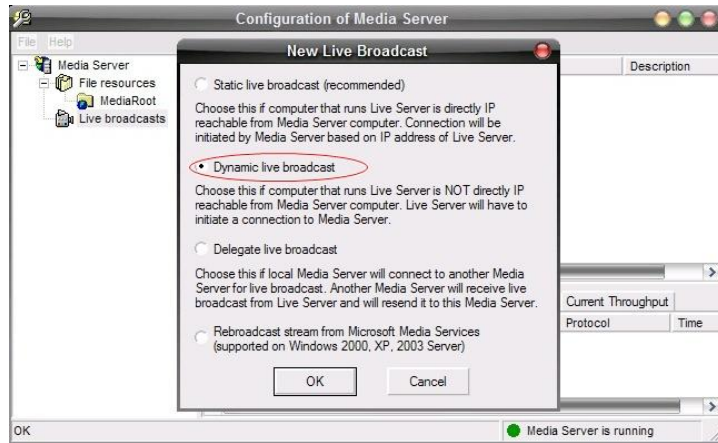 Configuration of Media Server
File Help
Media Server
File resources
MediaRoot
Live broadcasts
Description
New Live Broadcast
Static live broadcast (recommended)
Choose this if computer that runs Live Server is directly IP
reachable from Media Server computer. Connection will be
initiated by Media Server based on IP address of Live Server.
Dynamic live broadcast
Choose this if computer that runs Live Server is NOT directly IP
reachable from Media Server computer. Live Server will have to
initiate a connection to Media Server.
Delegate live broadcast
Choose this if local Media Server will connect to another Media
Server for live broadcast. Another Media Server will receive live
broadcast from Live Server and will resend it to this Media Server.
Rebroadcast stream from Microsoft Media Services
(supported on Windows 2000, XP, 2003 Server)
OK Cancel
Current Throughput
Protocol Time
OK Media Server is running